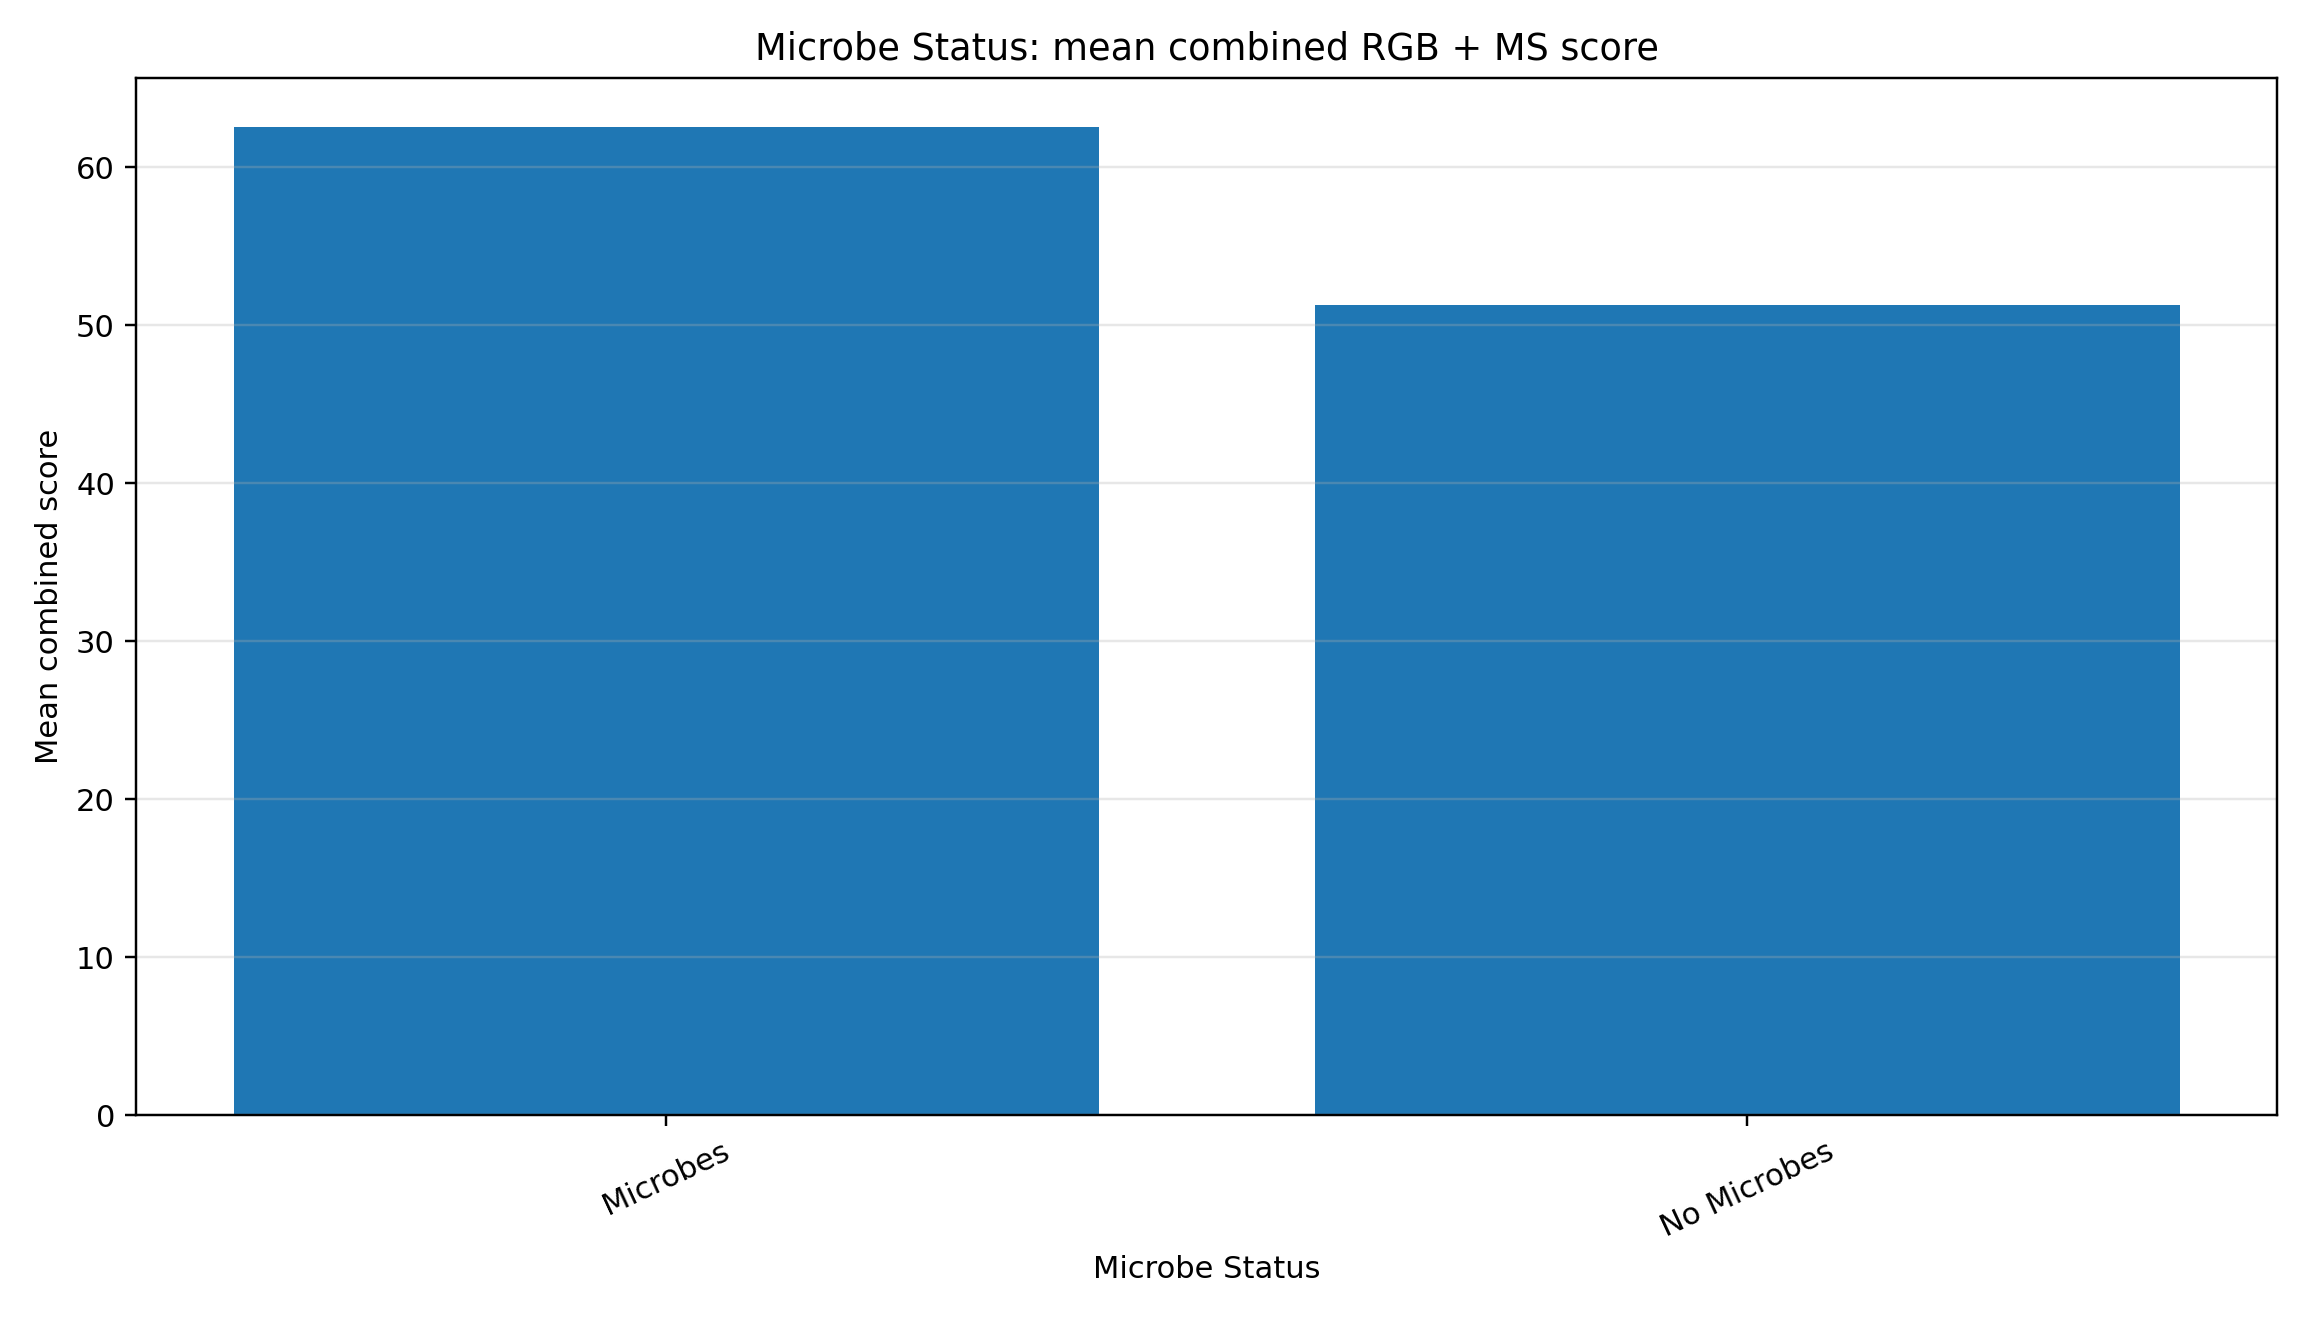 Microbe Status: mean combined RGB + MS score
Mean combined score
60
50
40
30
20
10
0
Microbes
No Microbes
Microbe Status